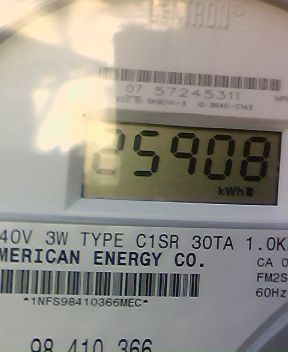 07 57245311
25908
kWh
40V 3W TYPE C1SR 30TA 1.0K
MERICAN ENERGY CO.
CA 0
FM2S
60Hz
*1NFS98410366MEC*
98 410 366